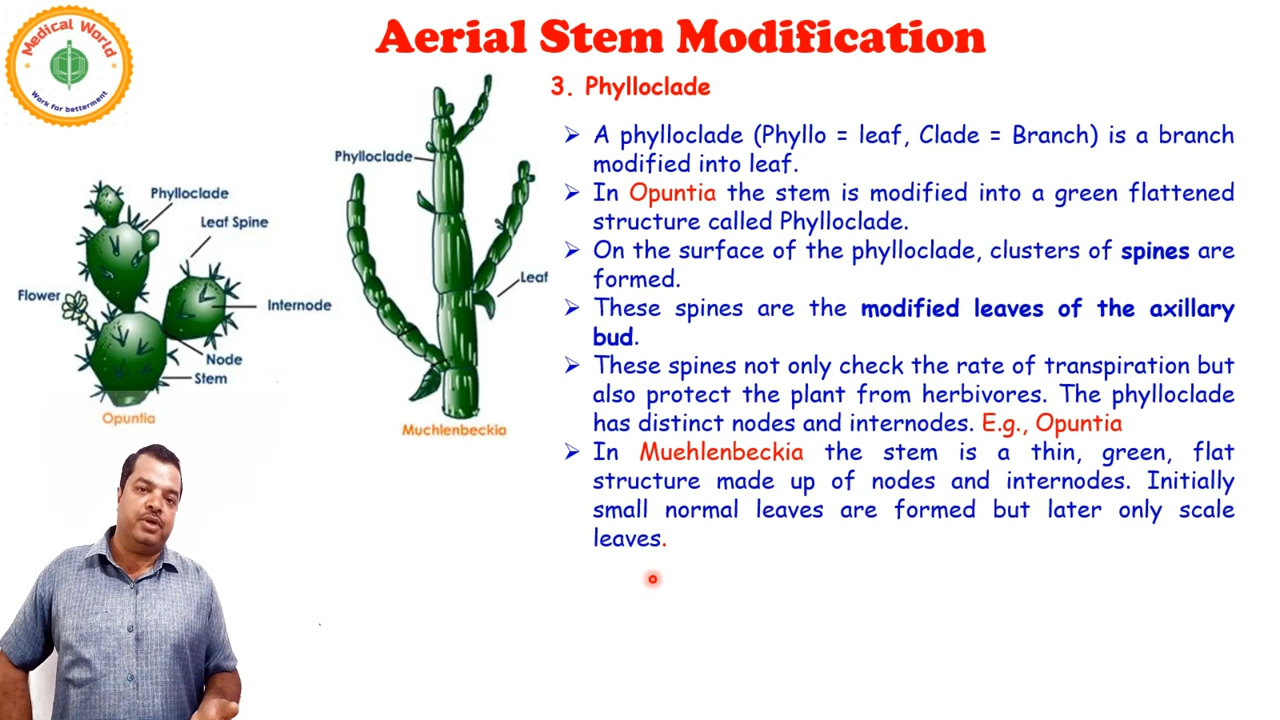 Medical World
Work for betterment
Aerial Stem Modification
3. Phylloclade
➢ A phylloclade (Phyllo = leaf, Clade = Branch) is a branch
modified into leaf.
➢ In Opuntia the stem is modified into a green flattened
structure called Phylloclade.
➢ On the surface of the phylloclade, clusters of spines are
formed.
➢ These spines are the modified leaves of the axillary
bud.
➢ These spines not only check the rate of transpiration but
also protect the plant from herbivores. The phylloclade
has distinct nodes and internodes. E.g., Opuntia
➢ In Muehlenbeckia the stem is a thin, green, flat
structure made up of nodes and internodes. Initially
small normal leaves are formed but later only scale
leaves.
Phylloclade
Leaf Spine
Flower
Internode
Node
Stem
Opuntia
Phylloclade
Leaf
Muchlenbeckia